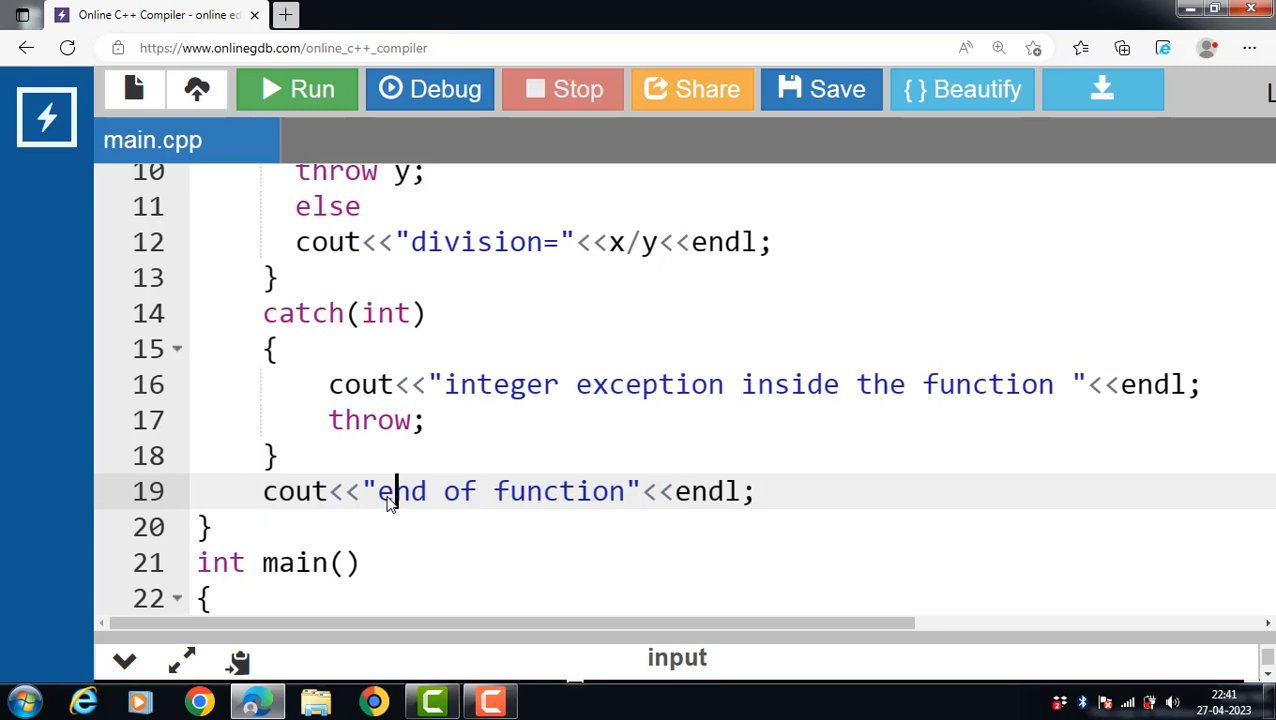 Online C++ Compiler - online ed
https://www.onlinegdb.com/online_c++_compiler
Run
Debug
Stop
Share
Save
{ } Beautify
L
main.cpp
10 throw y;
11 else
12 cout<<"division="<<x/y<<endl;
13 }
14 catch(int)
15 {
16 cout<<"integer exception inside the function "<<endl;
17 throw;
18 }
19 cout<<"end of function"<<endl;
20 }
21 int main()
22 {
input
22:41
27-04-2023